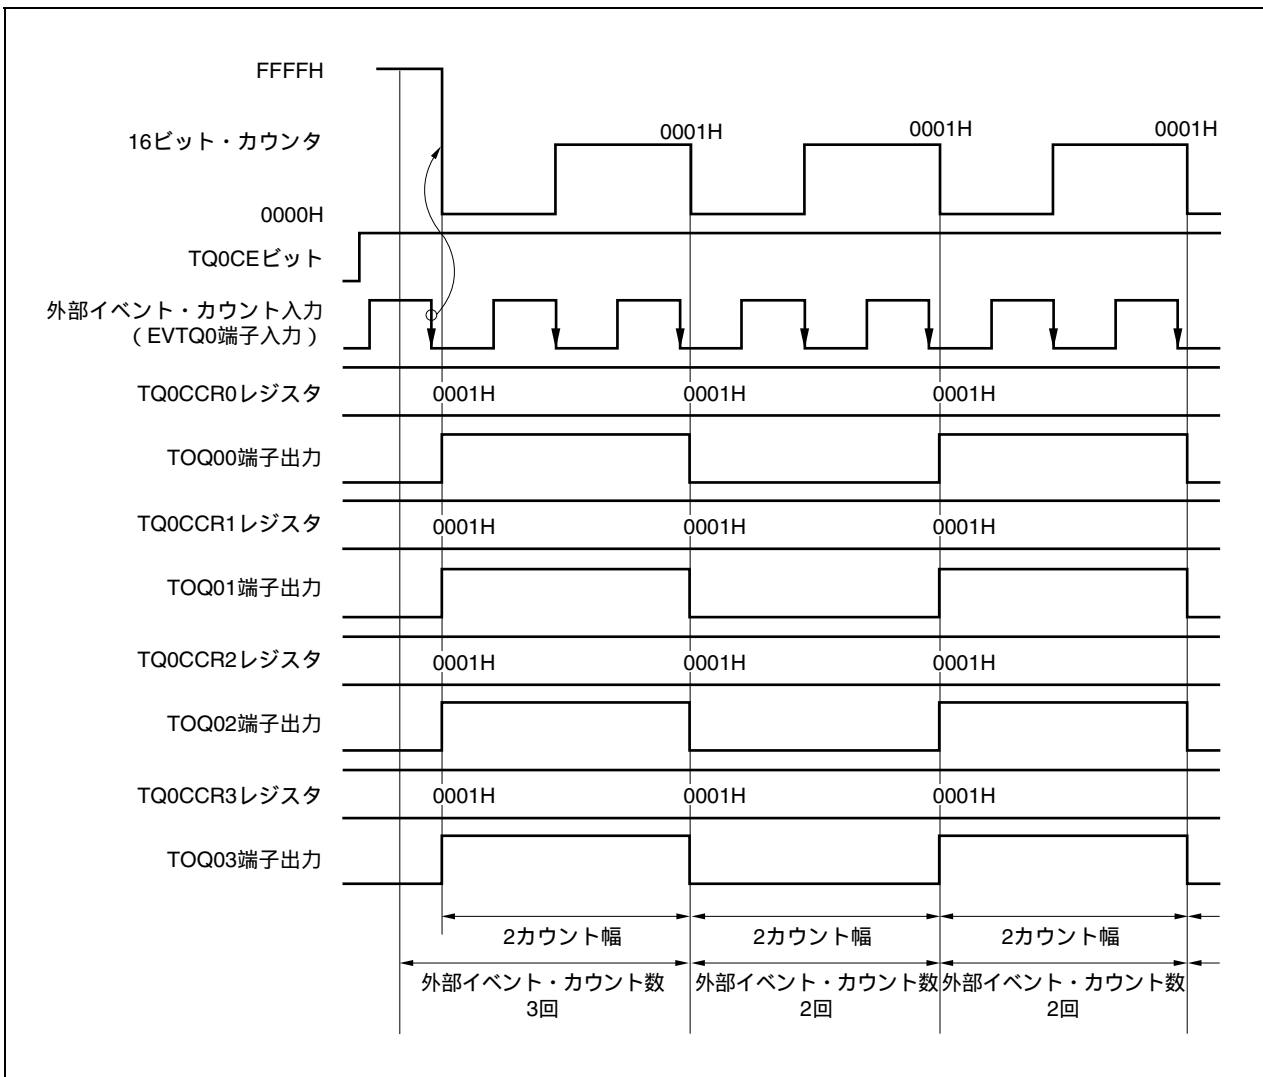 FFFFH
16ビット・カウンタ
0001H 0001H 0001H
0000H
TQ0CEビット
外部イベント・カウント入力
（EVTQ0端子入力）
TQ0CCR0レジスタ 0001H 0001H 0001H
TOQ00端子出力
TQ0CCR1レジスタ 0001H 0001H 0001H
TOQ01端子出力
TQ0CCR2レジスタ 0001H 0001H 0001H
TOQ02端子出力
TQ0CCR3レジスタ 0001H 0001H 0001H
TOQ03端子出力
2カウント幅 2カウント幅 2カウント幅
外部イベント・カウント数 外部イベント・カウント数 外部イベント・カウント数
3回 2回 2回